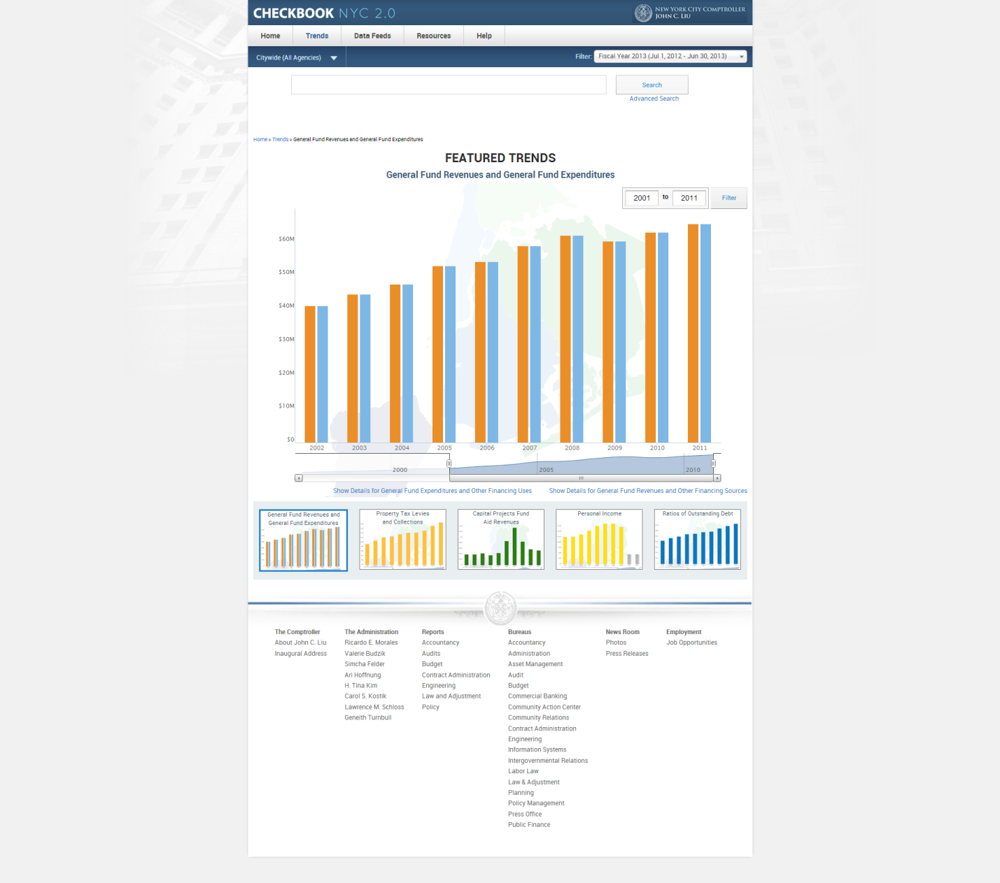 CHECKBOOK NYC 2.0
NEW YORK CITY COMPTROLLER
JOHN C. LIU
Home Trends Data Feeds Resources Help
Citywide (All Agencies)
Filter: Fiscal Year 2013 (Jul 1, 2012 - Jun 30, 2013)
Search
Advanced Search
Home » Trends » General Fund Revenues and General Fund Expenditures
FEATURED TRENDS
General Fund Revenues and General Fund Expenditures
2001 to 2011 Filter
$60M
$50M
$40M
$30M
$20M
$10M
$0
2002 2003 2004 2005 2006 2007 2008 2009 2010 2011
2000 2005 2010
Show Details for General Fund Expenditures and Other Financing Uses
Show Details for General Fund Revenues and Other Financing Sources
General Fund Revenues and
General Fund Expenditures
Property Tax Levies
and Collections
Capital Projects Fund
Aid Revenues
Personal Income
Ratios of Outstanding Debt
The Comptroller
About John C. Liu
Inaugural Address
The Administration
Ricardo E. Morales
Valerie Budzik
Simcha Felder
Ari Hoffnung
H. Tina Kim
Carol S. Kostik
Lawrence M. Schloss
Geneith Turnbull
Reports
Accountancy
Audits
Budget
Contract Administration
Engineering
Law and Adjustment
Policy
Bureaus
Accountancy
Administration
Asset Management
Audit
Budget
Commercial Banking
Community Action Center
Community Relations
Contract Administration
Engineering
Information Systems
Intergovernmental Relations
Labor Law
Law & Adjustment
Planning
Policy Management
Press Office
Public Finance
News Room
Photos
Press Releases
Employment
Job Opportunities